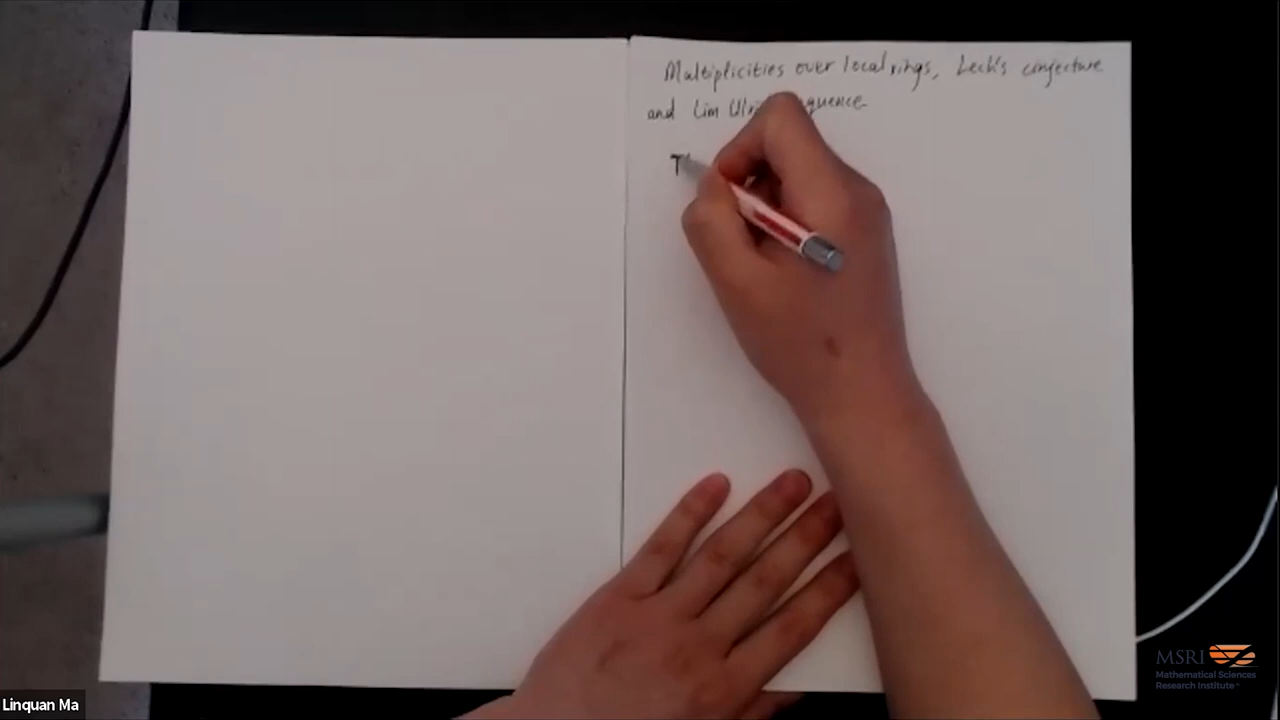 Multiplicities over local rings, Lech's conjecture
and Lim
T
Linquan Ma
MSRI
Mathematical Sciences
Research Institute